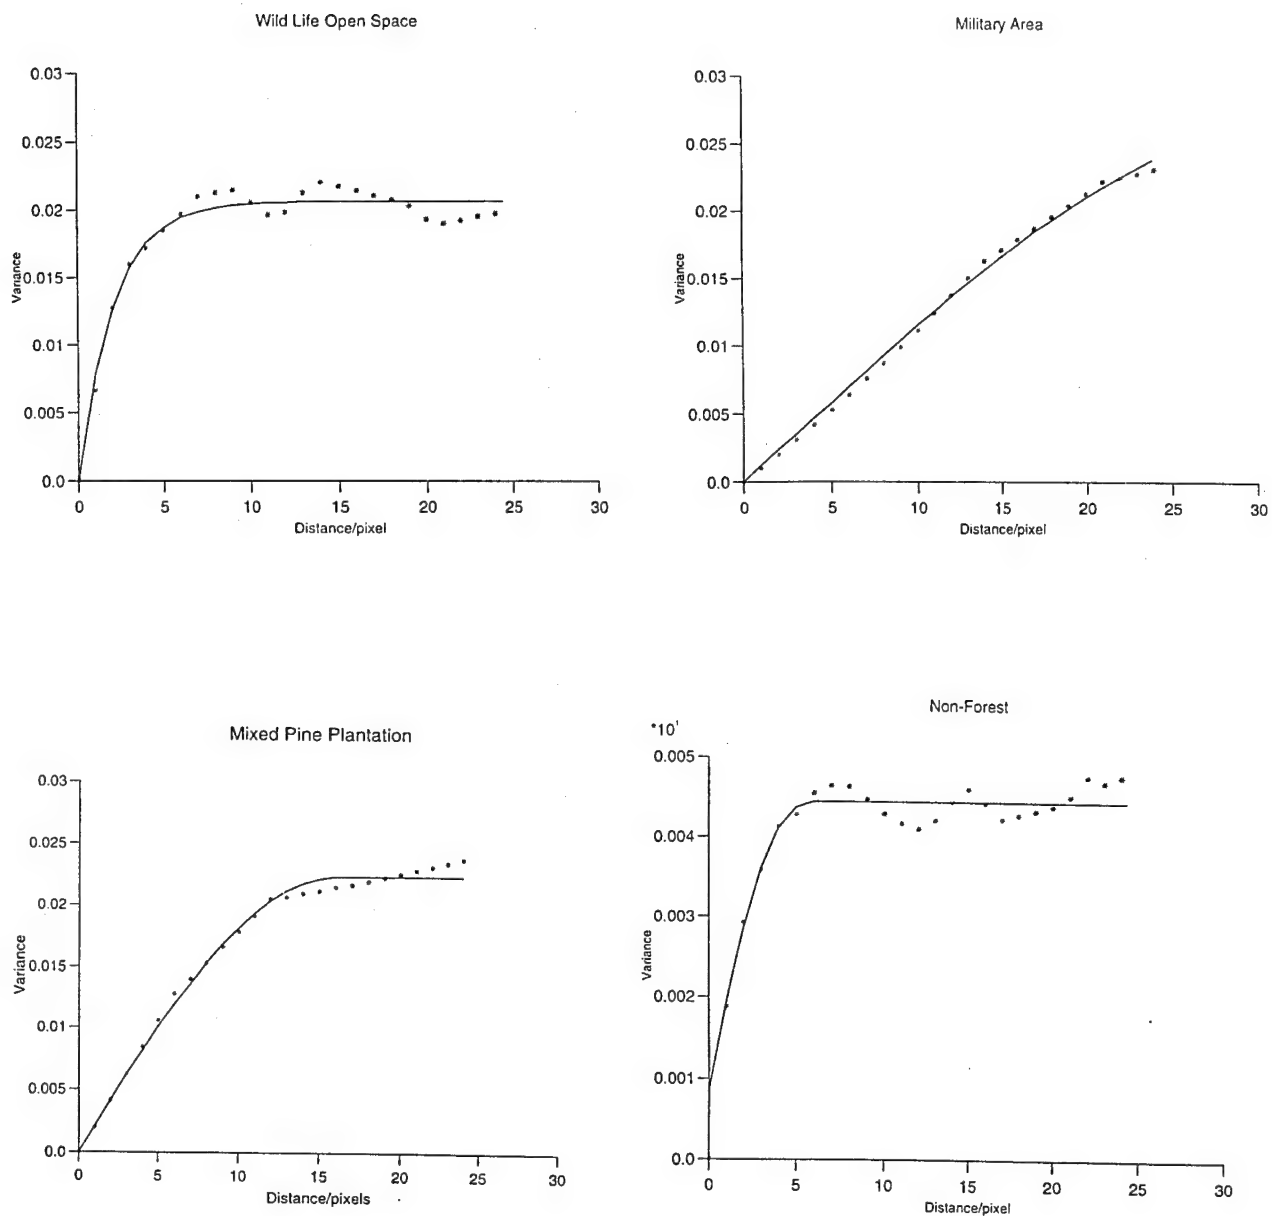 Wild Life Open Space
0.03
0.025
0.02
0.015
0.01
0.005
0.0
Variance
0 5 10 15 20 25 30
Distance/pixel
Military Area
0.03
0.025
0.02
0.015
0.01
0.005
0.0
Variance
0 5 10 15 20 25 30
Distance/pixel
Mixed Pine Plantation
0.03
0.025
0.02
0.015
0.01
0.005
0.0
Variance
0 5 10 15 20 25 30
Distance/pixels
Non-Forest
*10¹
0.005
0.004
0.003
0.002
0.001
0.0
Variance
0 5 10 15 20 25 30
Distance/pixel